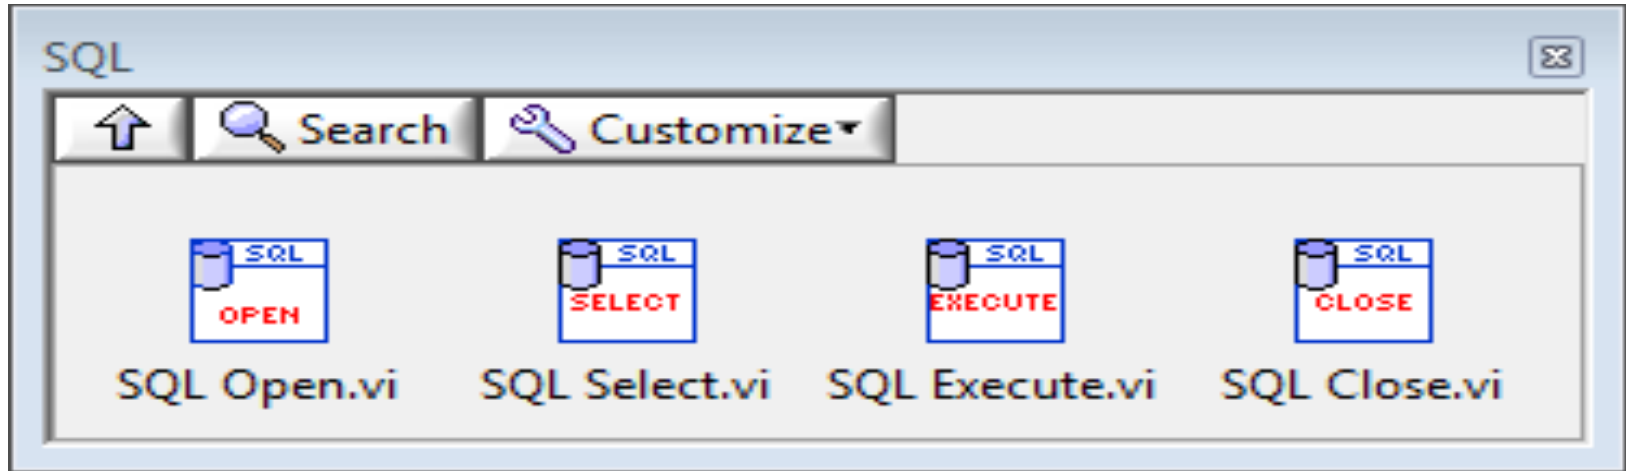 SQL
Search Customize
SQL SQL SQL SQL
OPEN SELECT EXECUTE CLOSE
SQL Open.vi SQL Select.vi SQL Execute.vi SQL Close.vi